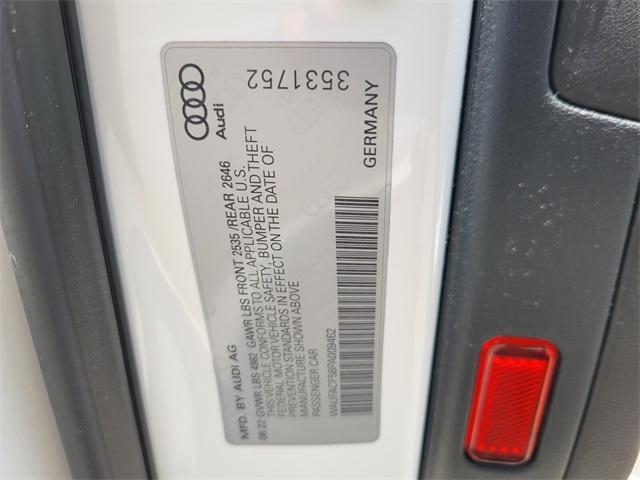 Audi
3531752
MFD. BY AUDI AG
06/22 GVWR LBS 4982 GAWR LBS FRONT 2535 /REAR 2646
THIS VEHICLE CONFORMS TO ALL APPLICABLE U.S.
FEDERAL MOTOR VEHICLE SAFETY, BUMPER AND THEFT
PREVENTION STANDARDS IN EFFECT ON THE DATE OF
MANUFACTURE SHOWN ABOVE
PASSENGER CAR
WAUFACF58PA009462
GERMANY